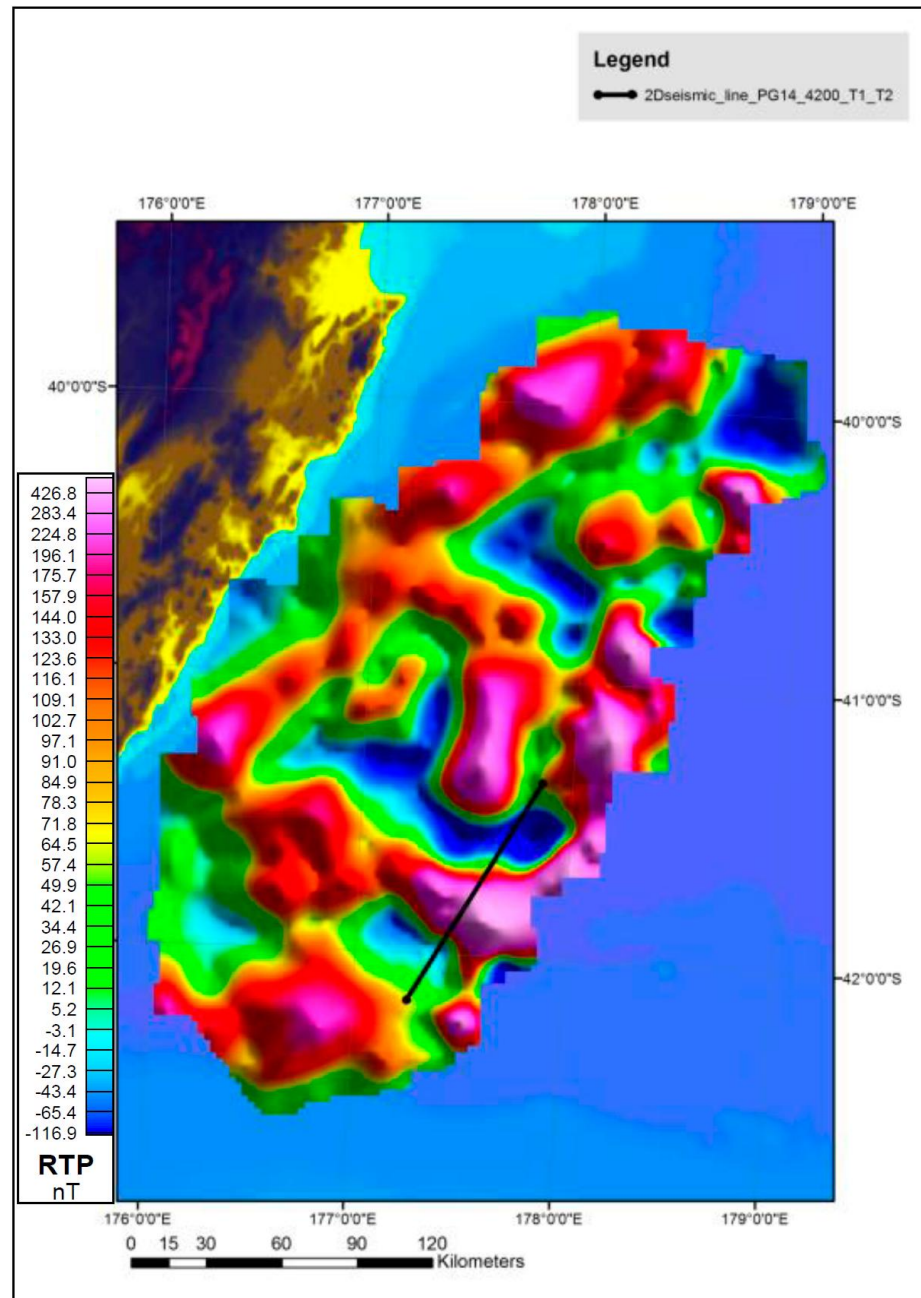 Legend
2Dseismic_line_PG14_4200_T1_T2
176°0'0"E 177°0'0"E 178°0'0"E 179°0'0"E
40°0'0"S
40°0'0"S
41°0'0"S
42°0'0"S
426.8
283.4
224.8
196.1
175.7
157.9
144.0
133.0
123.6
116.1
109.1
102.7
97.1
91.0
84.9
78.3
71.8
64.5
57.4
49.9
42.1
34.4
26.9
19.6
12.1
5.2
-3.1
-14.7
-27.3
-43.4
-65.4
-116.9
RTP
nT
176°0'0"E 177°0'0"E 178°0'0"E 179°0'0"E
0 15 30 60 90 120
Kilometers